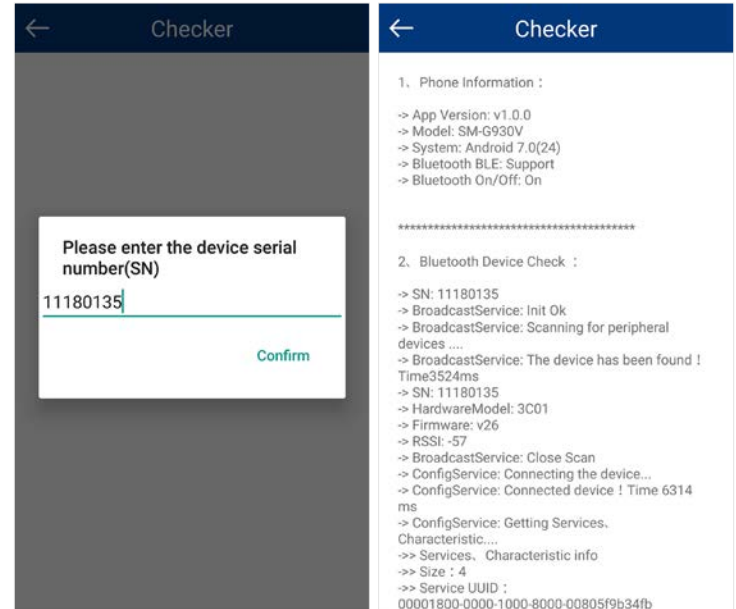 Checker
Please enter the device serial
number(SN)
11180135
Confirm
Checker
1、Phone Information：
-> App Version: v1.0.0
-> Model: SM-G930V
-> System: Android 7.0(24)
-> Bluetooth BLE: Support
-> Bluetooth On/Off: On
****************************************
2、Bluetooth Device Check ：
-> SN: 11180135
-> BroadcastService: Init Ok
-> BroadcastService: Scanning for peripheral
devices ....
-> BroadcastService: The device has been found！
Time3524ms
-> SN: 11180135
-> HardwareModel: 3C01
-> Firmware: v26
-> RSSI: -57
-> BroadcastService: Close Scan
-> ConfigService: Connecting the device...
-> ConfigService: Connected device！Time 6314
ms
-> ConfigService: Getting Services、
Characteristic....
->> Services、Characteristic info
->> Size：4
->> Service UUID：
00001800-0000-1000-8000-00805f9b34fb